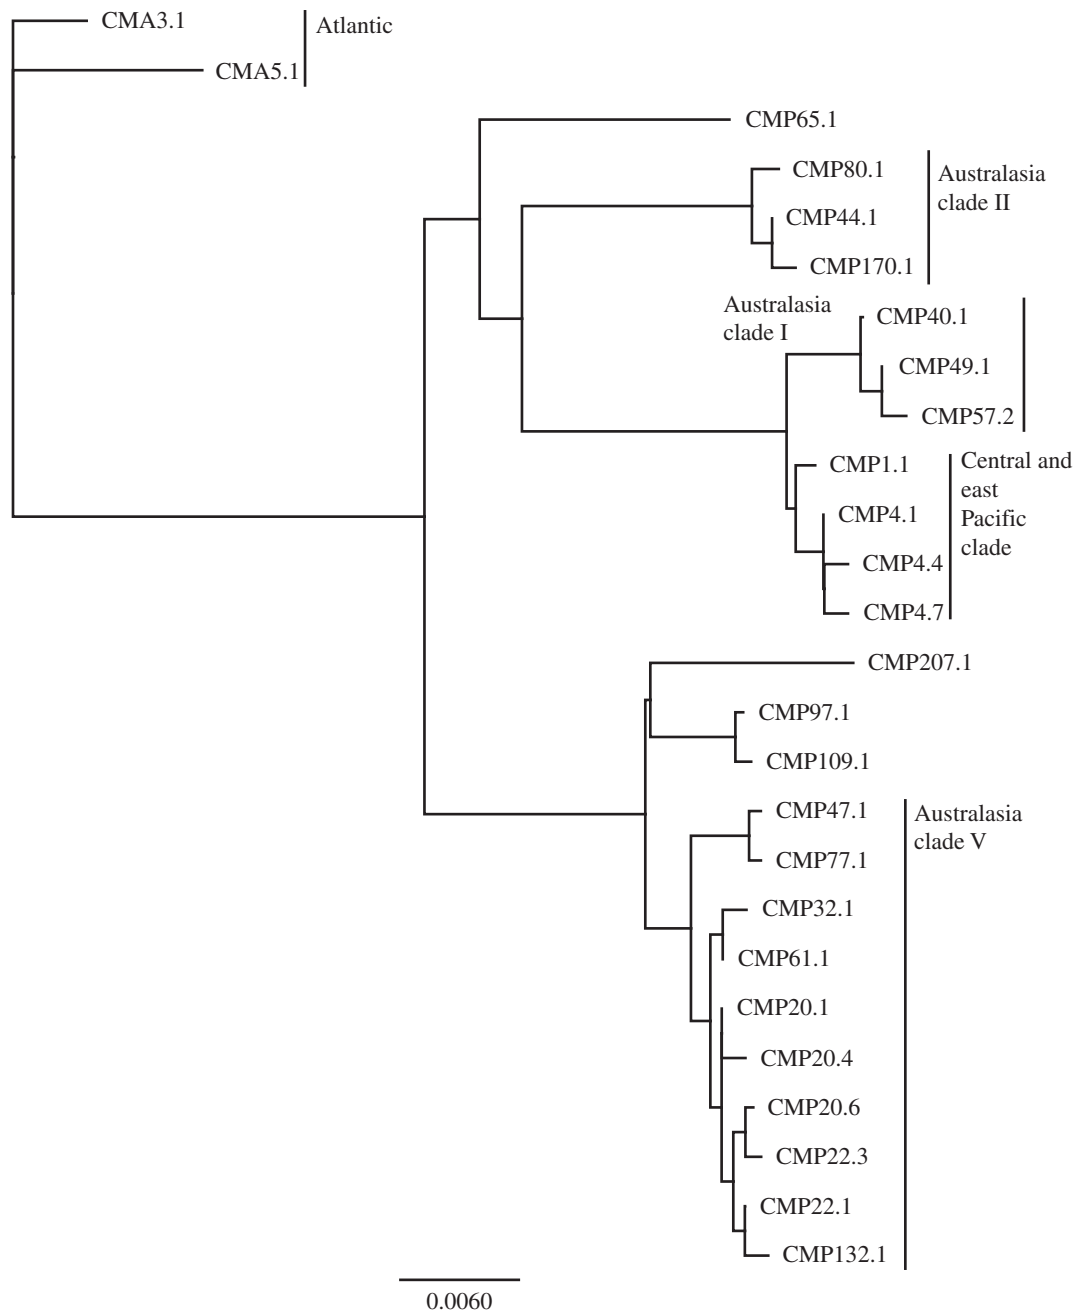 CMA3.1
Atlantic
CMA5.1
CMP65.1
CMP80.1
Australasia
clade II
CMP44.1
CMP170.1
Australasia
clade I
CMP40.1
CMP49.1
CMP57.2
CMP1.1
Central and
east
Pacific
clade
CMP4.1
CMP4.4
CMP4.7
CMP207.1
CMP97.1
CMP109.1
CMP47.1
Australasia
clade V
CMP77.1
CMP32.1
CMP61.1
CMP20.1
CMP20.4
CMP20.6
CMP22.3
CMP22.1
CMP132.1
0.0060